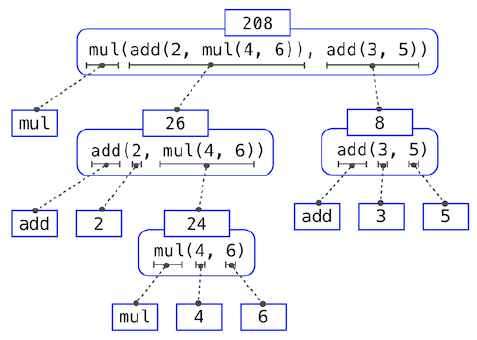 208
mul(add(2, mul(4, 6)), add(3, 5))
mul
26
8
add(2, mul(4, 6))
add(3, 5)
add
2
24
add
3
5
mul(4, 6)
mul
4
6